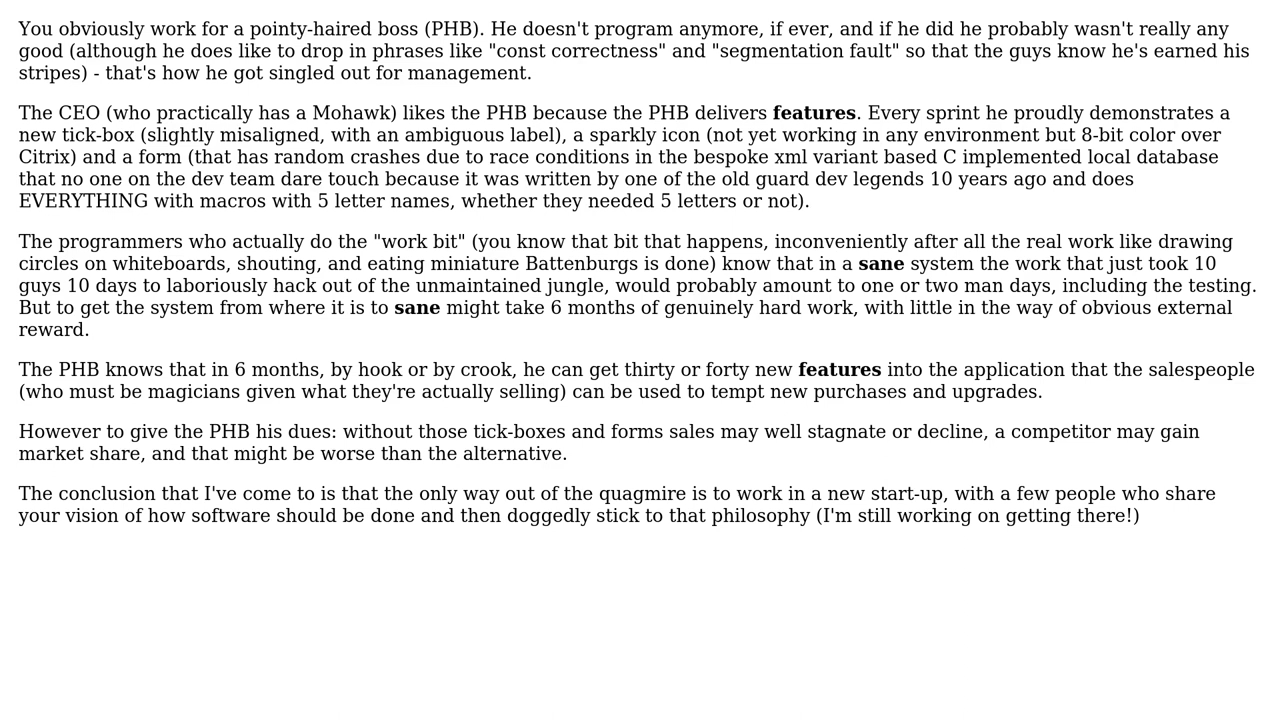 You obviously work for a pointy-haired boss (PHB). He doesn't program anymore, if ever, and if he did he probably wasn't really any
good (although he does like to drop in phrases like "const correctness" and "segmentation fault" so that the guys know he's earned his
stripes) - that's how he got singled out for management.
The CEO (who practically has a Mohawk) likes the PHB because the PHB delivers features. Every sprint he proudly demonstrates a
new tick-box (slightly misaligned, with an ambiguous label), a sparkly icon (not yet working in any environment but 8-bit color over
Citrix) and a form (that has random crashes due to race conditions in the bespoke xml variant based C implemented local database
that no one on the dev team dare touch because it was written by one of the old guard dev legends 10 years ago and does
EVERYTHING with macros with 5 letter names, whether they needed 5 letters or not).
The programmers who actually do the "work bit" (you know that bit that happens, inconveniently after all the real work like drawing
circles on whiteboards, shouting, and eating miniature Battenburgs is done) know that in a sane system the work that just took 10
guys 10 days to laboriously hack out of the unmaintained jungle, would probably amount to one or two man days, including the testing.
But to get the system from where it is to sane might take 6 months of genuinely hard work, with little in the way of obvious external
reward.
The PHB knows that in 6 months, by hook or by crook, he can get thirty or forty new features into the application that the salespeople
(who must be magicians given what they're actually selling) can be used to tempt new purchases and upgrades.
However to give the PHB his dues: without those tick-boxes and forms sales may well stagnate or decline, a competitor may gain
market share, and that might be worse than the alternative.
The conclusion that I've come to is that the only way out of the quagmire is to work in a new start-up, with a few people who share
your vision of how software should be done and then doggedly stick to that philosophy (I'm still working on getting there!)